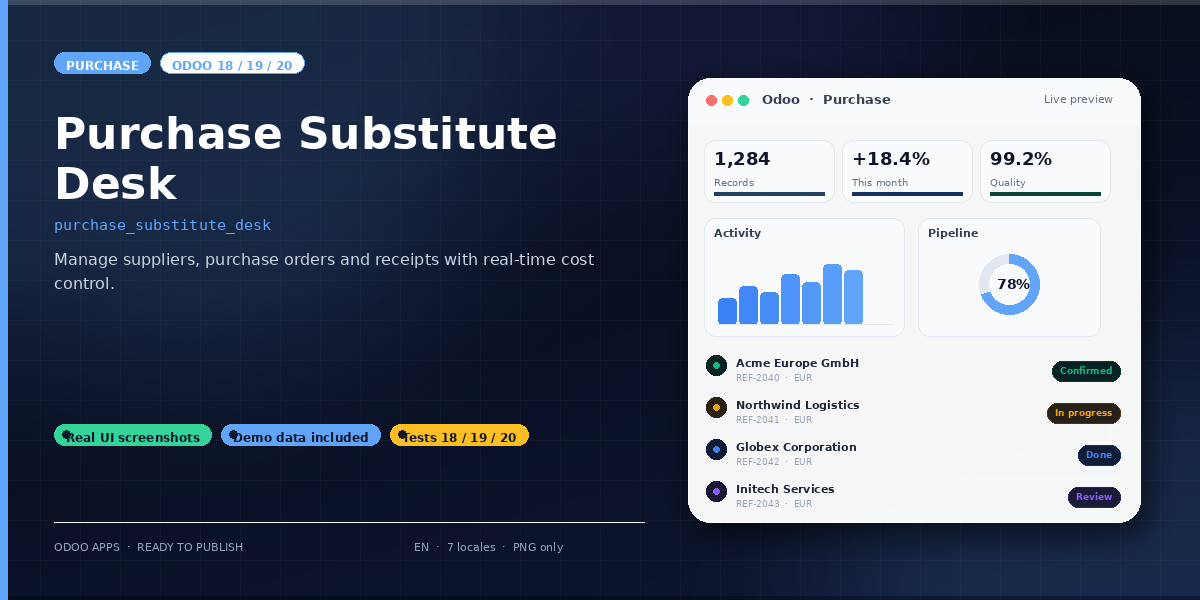 PURCHASE
ODOO 18 / 19 / 20
Purchase Substitute
Desk
purchase_substitute_desk
Manage suppliers, purchase orders and receipts with real-time cost
control.
Real UI screenshots
Demo data included
Tests 18 / 19 / 20
ODOO APPS · READY TO PUBLISH
EN · 7 locales · PNG only
Odoo · Purchase
Live preview
1,284
Records
+18.4%
This month
99.2%
Quality
Activity
Pipeline
78%
Acme Europe GmbH
REF-2040 · EUR
Confirmed
Northwind Logistics
REF-2041 · EUR
In progress
Globex Corporation
REF-2042 · EUR
Done
Initech Services
REF-2043 · EUR
Review